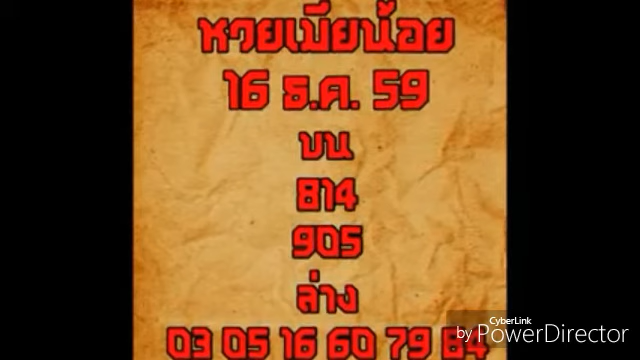 หวยเมียน้อย
16 ธ.ค. 59
บน
814
905
ล่าง
03 05 16 60 79 84
CyberLink
by PowerDirector